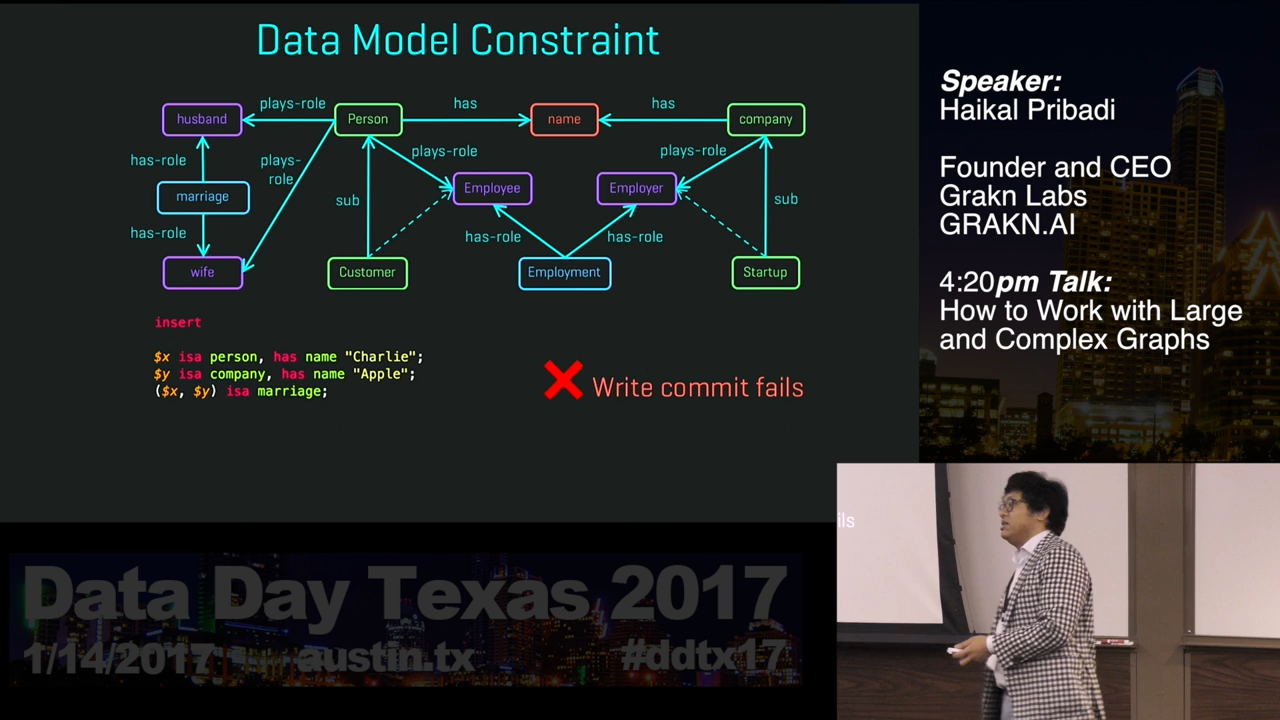 Data Model Constraint
husband
plays-role
Person
has
name
has
company
has-role
plays-
role
plays-role
plays-role
marriage
sub
Employee
Employer
sub
has-role
has-role
has-role
wife
Customer
Employment
Startup
insert
$x isa person, has name "Charlie";
$y isa company, has name "Apple";
($x, $y) isa marriage;
Write commit fails
Speaker:
Haikal Pribadi
Founder and CEO
Grakn Labs
GRAKN.AI
4:20pm Talk:
How to Work with Large
and Complex Graphs
ils
Data Day Texas 2017
1/14/2017 austin.tx #ddtx17